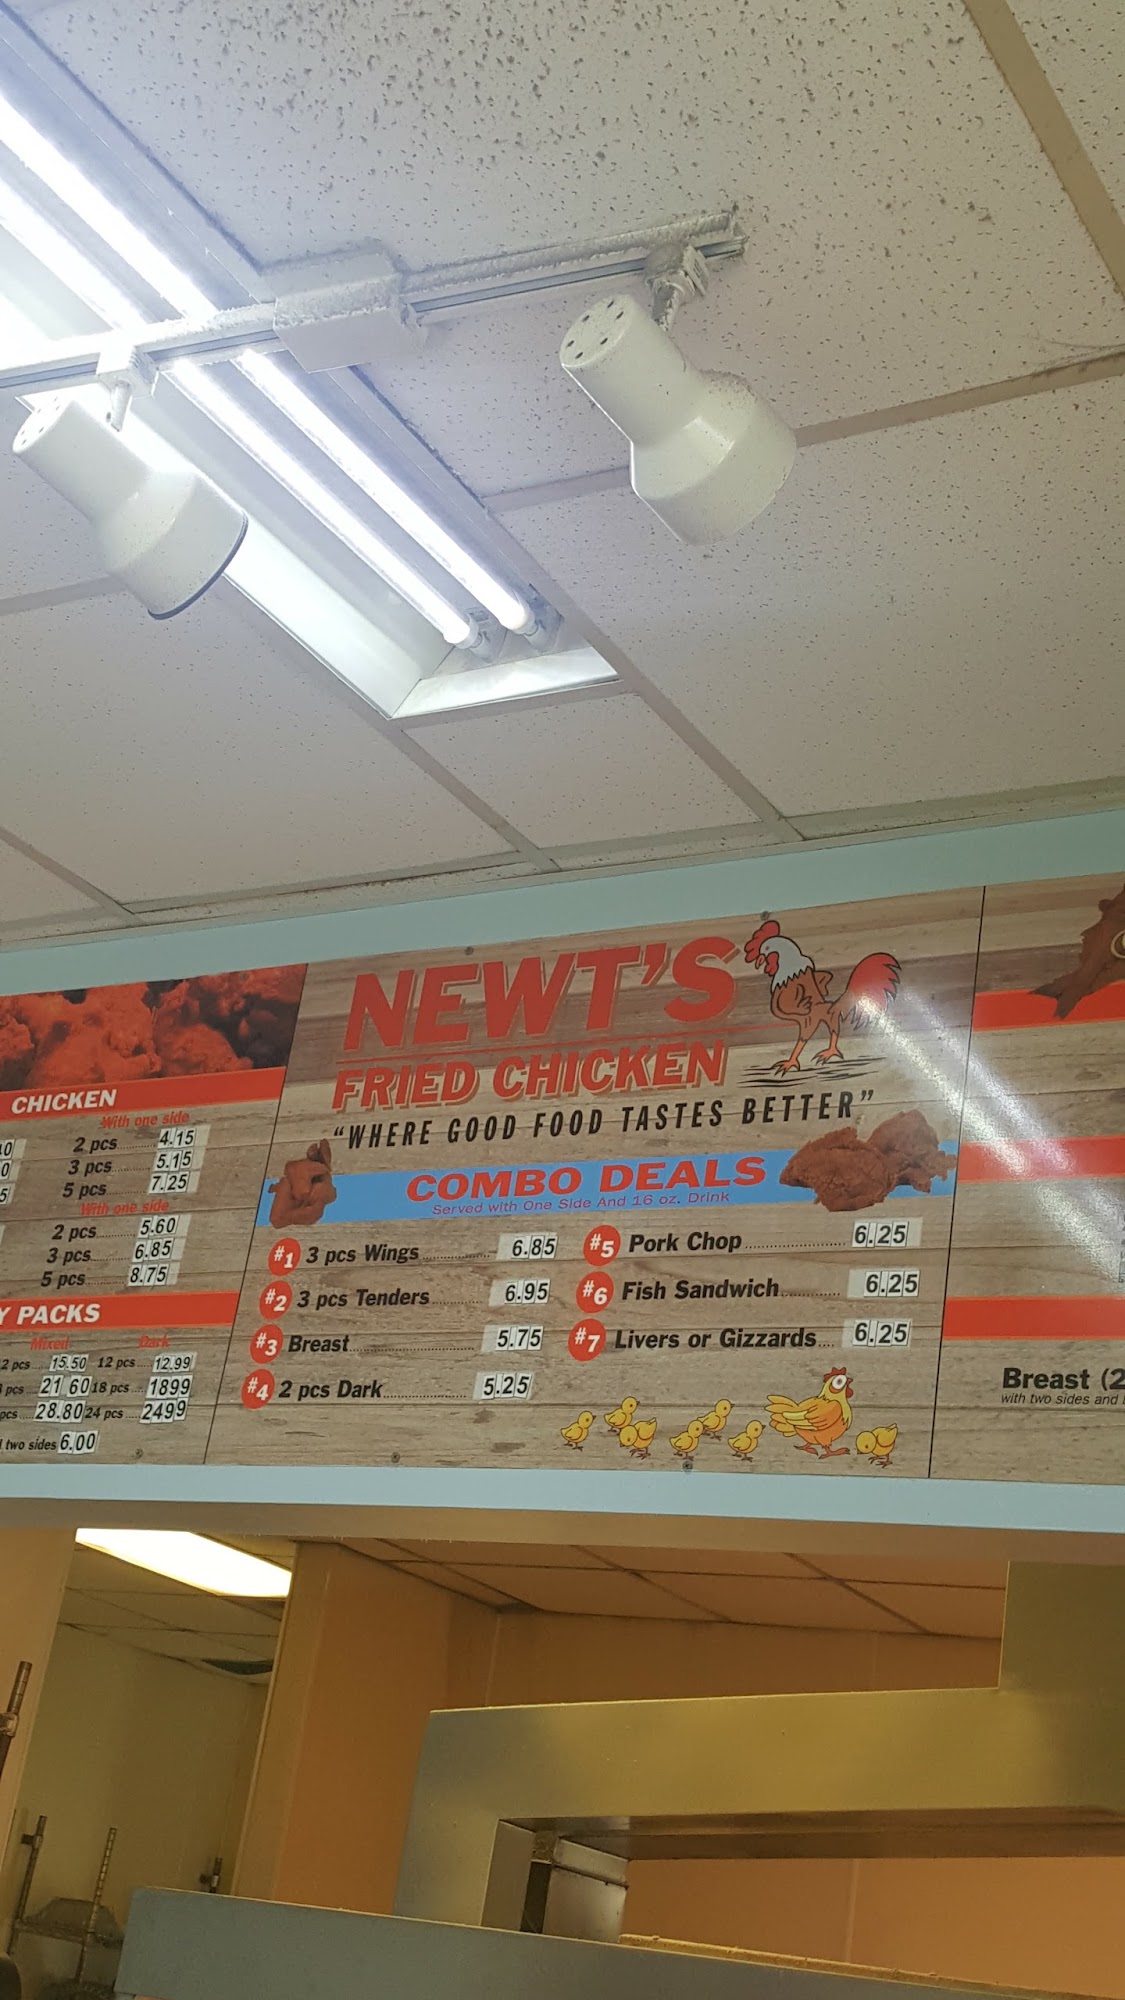 CHICKEN
With one side
2 pcs 4.15
3 pcs 5.15
5 pcs 7.25
With one side
2 pcs 5.60
3 pcs 6.85
5 pcs 8.75
PACKS
Mixed Dark
2 pcs 15.50 12 pcs 12.99
pcs 21 60 18 pcs 1899
pcs 28.80 24 pcs 2499
two sides 6.00
NEWT'S
FRIED CHICKEN
"WHERE GOOD FOOD TASTES BETTER"
COMBO DEALS
Served with One Side And 16 oz. Drink
#1 3 pcs Wings 6.85
#2 3 pcs Tenders 6.95
#3 Breast 5.75
#4 2 pcs Dark 5.25
#5 Pork Chop 6.25
#6 Fish Sandwich 6.25
#7 Livers or Gizzards 6.25
Breast (2
with two sides and